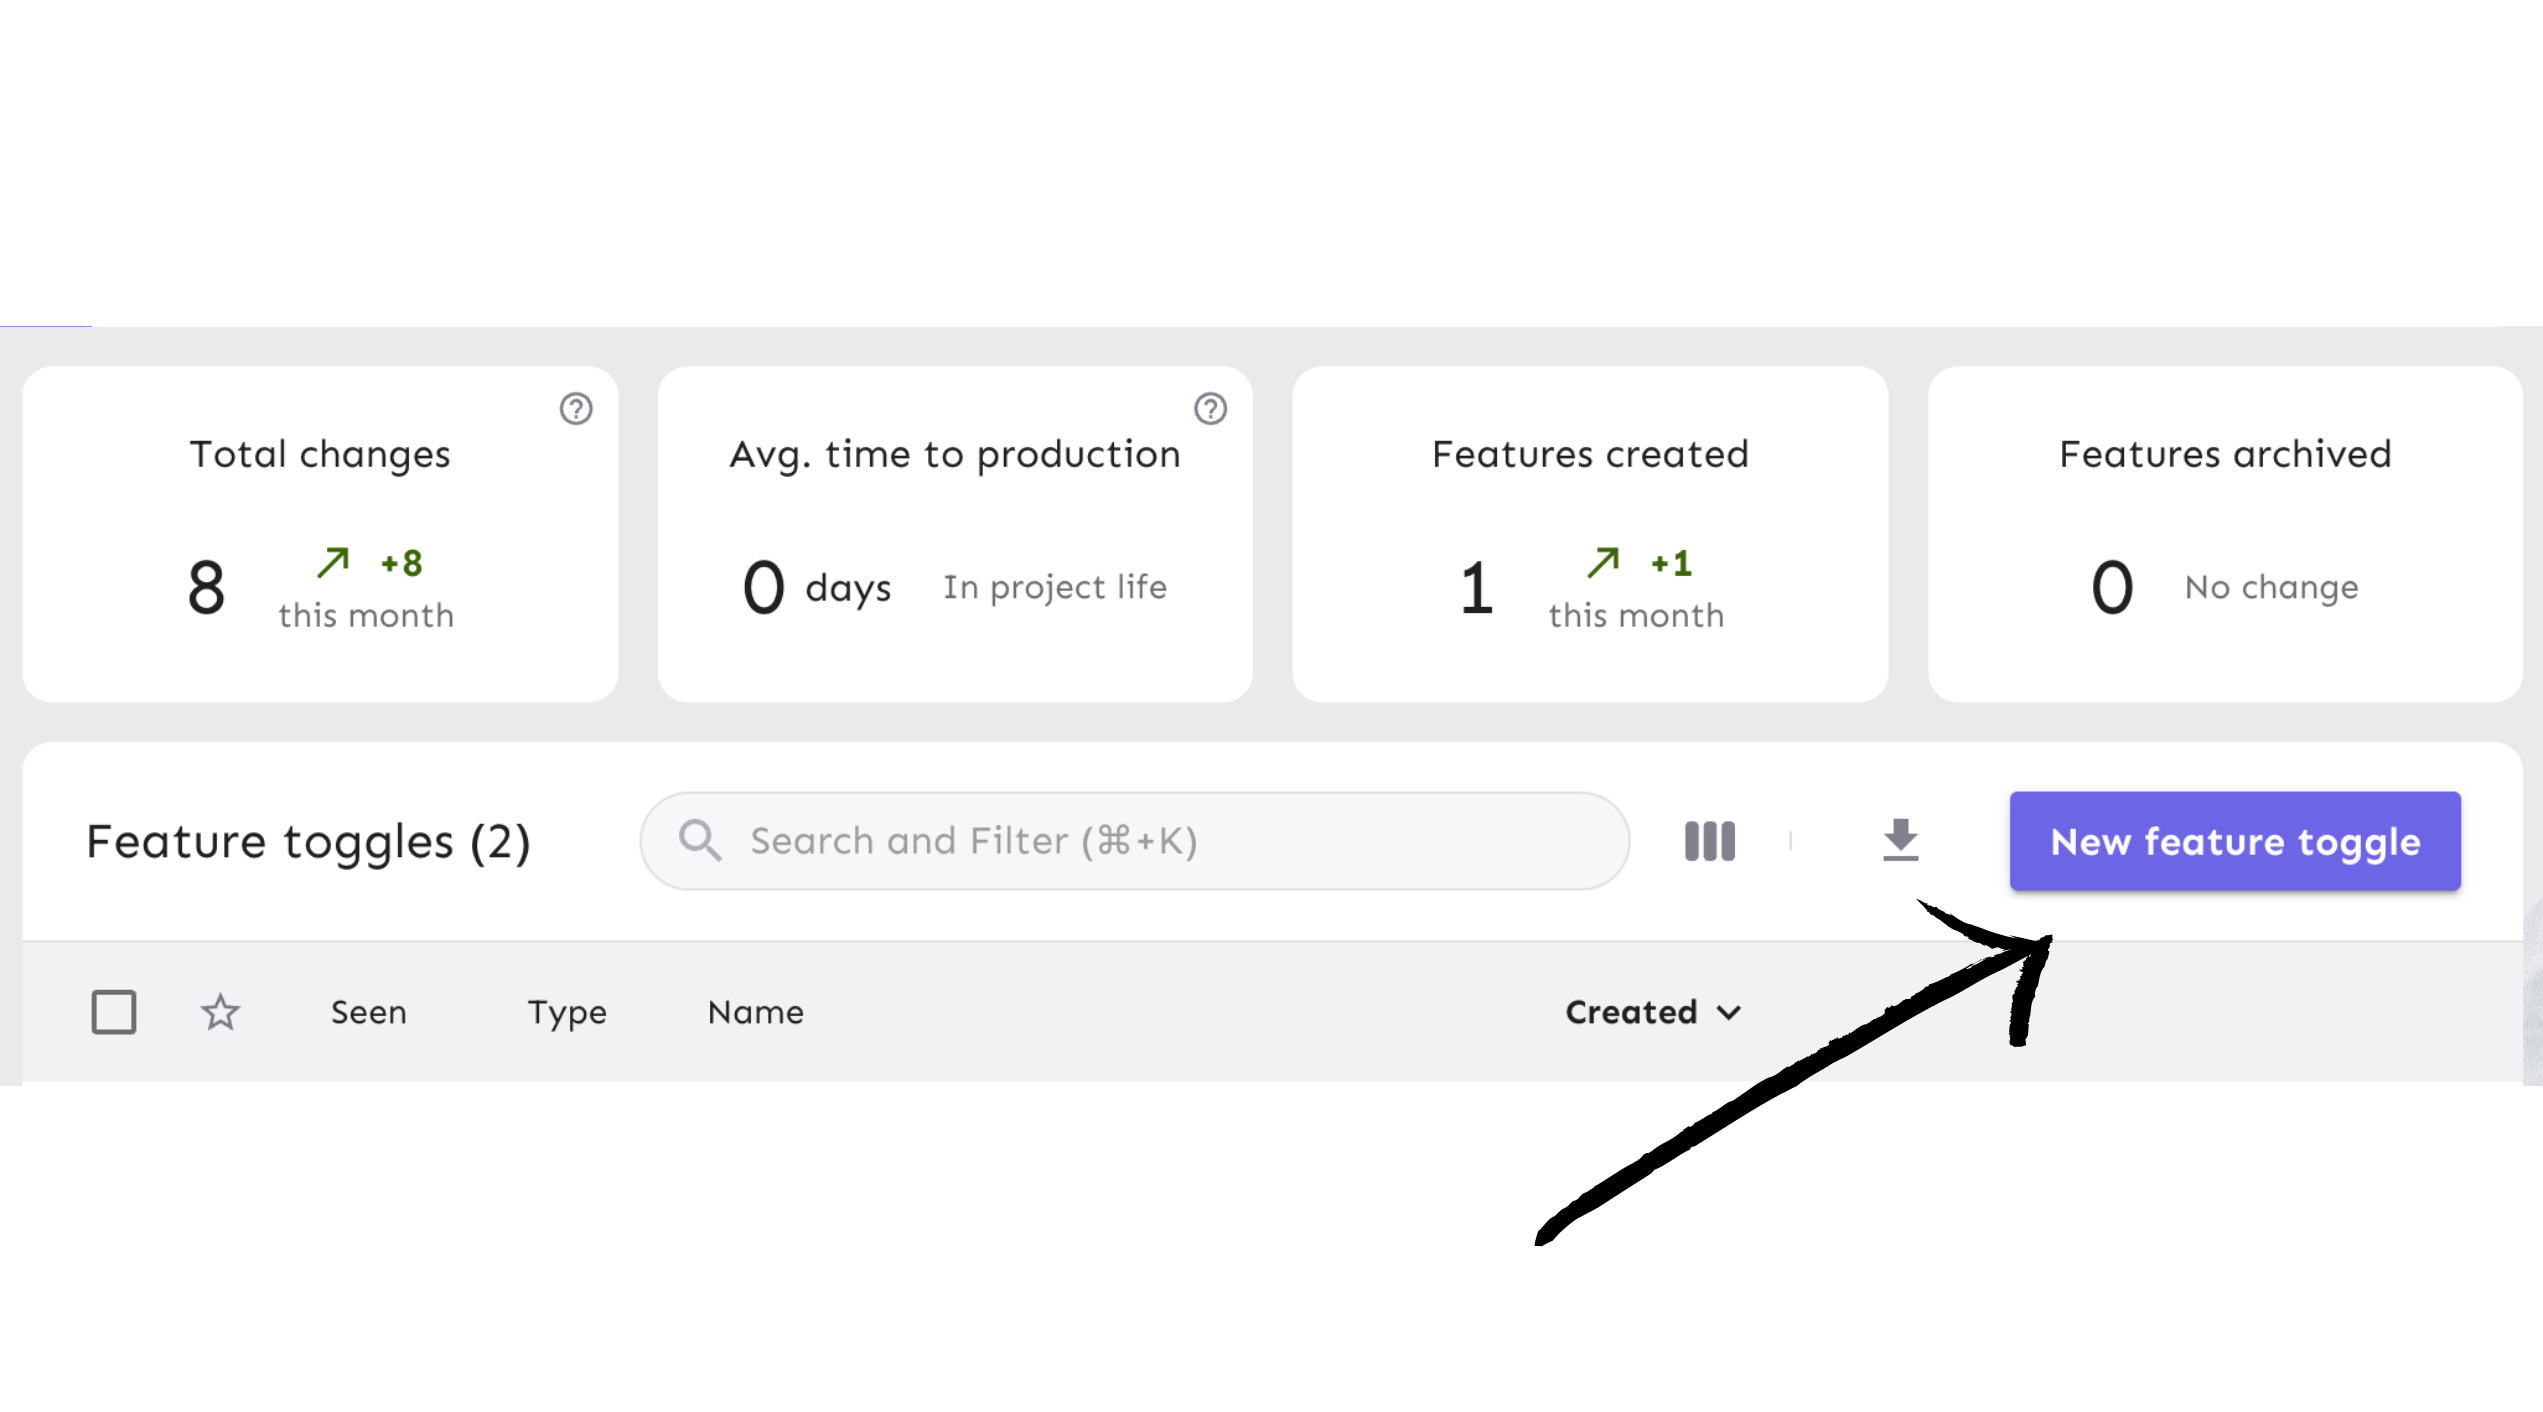 Total changes
8 +8
this month
Avg. time to production
0 days In project life
Features created
1 +1
this month
Features archived
0 No change
Feature toggles (2)
Search and Filter (⌘+K)
New feature toggle
Seen Type Name Created